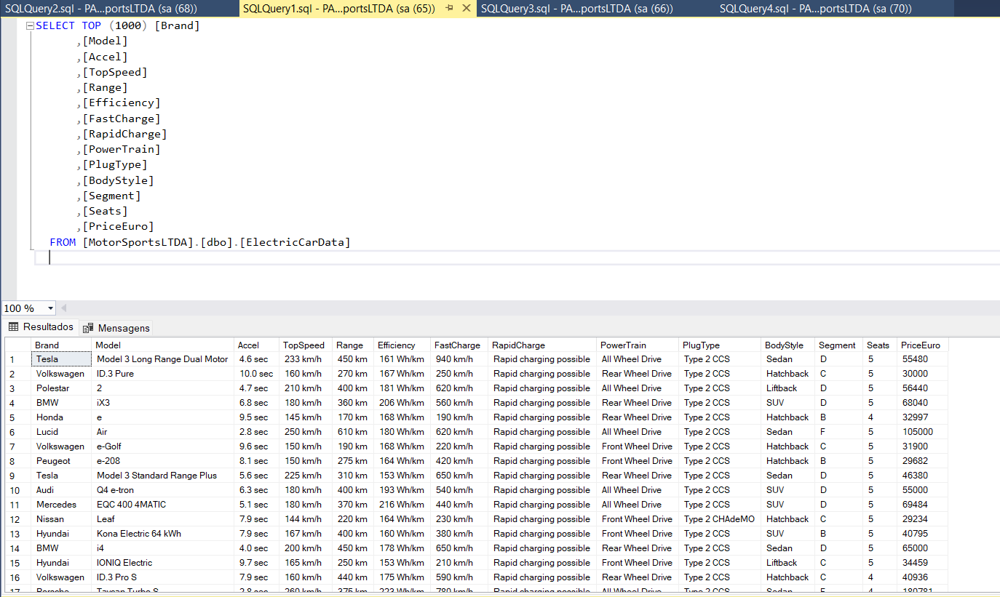 SQLQuery2.sql - PA...portsLTDA (sa (68)) SQLQuery1.sql - PA...portsLTDA (sa (65)) SQLQuery3.sql - PA...portsLTDA (sa (66)) SQLQuery4.sql - PA...portsLTDA (sa (70))
SELECT TOP (1000) [Brand]
,[Model]
,[Accel]
,[TopSpeed]
,[Range]
,[Efficiency]
,[FastCharge]
,[RapidCharge]
,[PowerTrain]
,[PlugType]
,[BodyStyle]
,[Segment]
,[Seats]
,[PriceEuro]
FROM [MotorSportsLTDA].[dbo].[ElectricCarData]
100 %
Resultados Mensagens
Brand Model Accel TopSpeed Range Efficiency FastCharge RapidCharge PowerTrain PlugType BodyStyle Segment Seats PriceEuro
1 Tesla Model 3 Long Range Dual Motor 4.6 sec 233 km/h 450 km 161 Wh/km 940 km/h Rapid charging possible All Wheel Drive Type 2 CCS Sedan D 5 55480
2 Volkswagen ID.3 Pure 10.0 sec 160 km/h 270 km 167 Wh/km 250 km/h Rapid charging possible Rear Wheel Drive Type 2 CCS Hatchback C 5 30000
3 Polestar 2 4.7 sec 210 km/h 400 km 181 Wh/km 620 km/h Rapid charging possible All Wheel Drive Type 2 CCS Liftback D 5 56440
4 BMW iX3 6.8 sec 180 km/h 360 km 206 Wh/km 560 km/h Rapid charging possible Rear Wheel Drive Type 2 CCS SUV D 5 68040
5 Honda e 9.5 sec 145 km/h 170 km 168 Wh/km 190 km/h Rapid charging possible Rear Wheel Drive Type 2 CCS Hatchback B 4 32997
6 Lucid Air 2.8 sec 250 km/h 610 km 180 Wh/km 620 km/h Rapid charging possible All Wheel Drive Type 2 CCS Sedan F 5 105000
7 Volkswagen e-Golf 9.6 sec 150 km/h 190 km 168 Wh/km 220 km/h Rapid charging possible Front Wheel Drive Type 2 CCS Hatchback C 5 31900
8 Peugeot e-208 8.1 sec 150 km/h 275 km 164 Wh/km 420 km/h Rapid charging possible Front Wheel Drive Type 2 CCS Hatchback B 5 29682
9 Tesla Model 3 Standard Range Plus 5.6 sec 225 km/h 310 km 153 Wh/km 650 km/h Rapid charging possible Rear Wheel Drive Type 2 CCS Sedan D 5 46380
10 Audi Q4 e-tron 6.3 sec 180 km/h 400 km 193 Wh/km 540 km/h Rapid charging possible All Wheel Drive Type 2 CCS SUV D 5 55000
11 Mercedes EQC 400 4MATIC 5.1 sec 180 km/h 370 km 216 Wh/km 440 km/h Rapid charging possible All Wheel Drive Type 2 CCS SUV D 5 69484
12 Nissan Leaf 7.9 sec 144 km/h 220 km 164 Wh/km 230 km/h Rapid charging possible Front Wheel Drive Type 2 CHAdeMO Hatchback C 5 29234
13 Hyundai Kona Electric 64 kWh 7.9 sec 167 km/h 400 km 160 Wh/km 380 km/h Rapid charging possible Front Wheel Drive Type 2 CCS SUV B 5 40795
14 BMW i4 4.0 sec 200 km/h 450 km 178 Wh/km 650 km/h Rapid charging possible Rear Wheel Drive Type 2 CCS Sedan D 5 65000
15 Hyundai IONIQ Electric 9.7 sec 165 km/h 250 km 153 Wh/km 210 km/h Rapid charging possible Front Wheel Drive Type 2 CCS Liftback C 5 34459
16 Volkswagen ID.3 Pro S 7.9 sec 160 km/h 440 km 175 Wh/km 590 km/h Rapid charging possible Rear Wheel Drive Type 2 CCS Hatchback C 4 40936
17 Porsche Taycan Turbo S 2.8 sec 260 km/h 375 km 223 Wh/km 780 km/h Rapid charging possible All Wheel Drive Type 2 CCS Sedan 4 180781